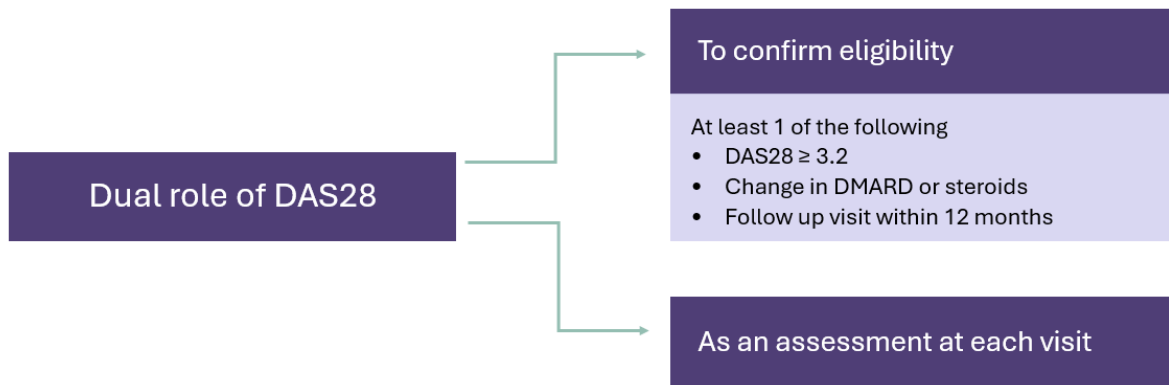 Dual role of DAS28
To confirm eligibility
At least 1 of the following
• DAS28 ≥ 3.2
• Change in DMARD or steroids
• Follow up visit within 12 months
As an assessment at each visit